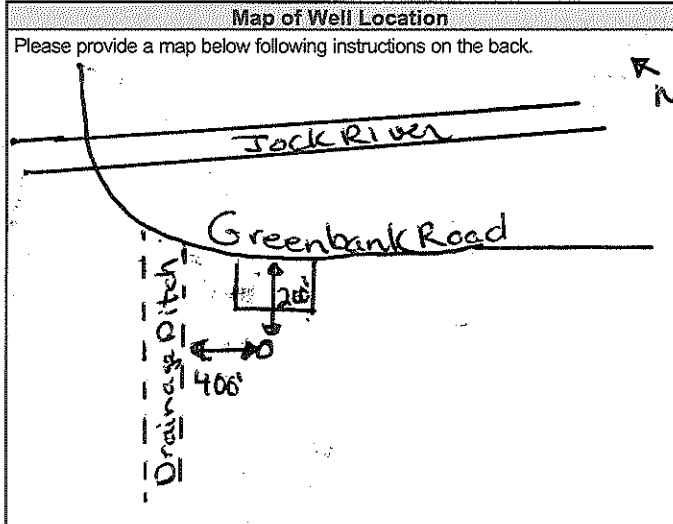 Map of Well Location
Please provide a map below following instructions on the back.
N
Jock River
Greenbank Road
Drainage Ditch
400'